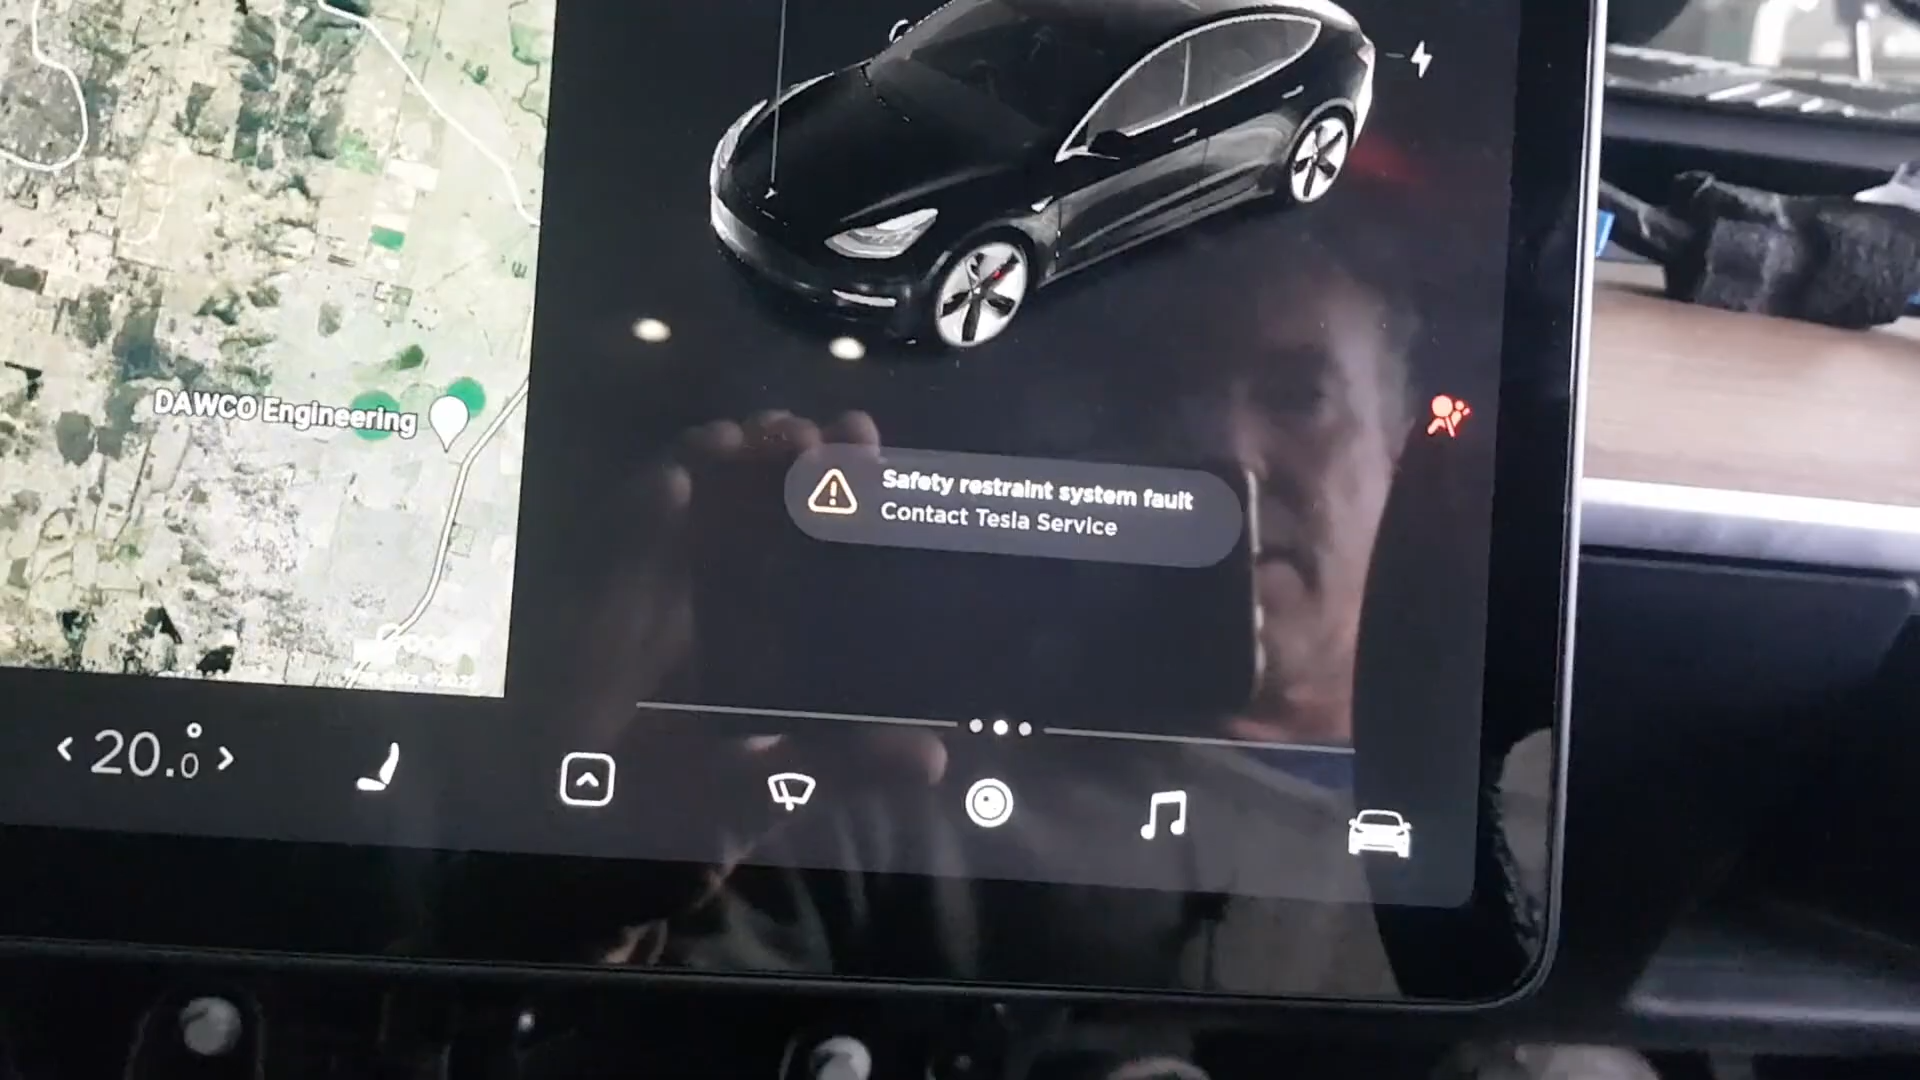 DAWCO Engineering
Safety restraint system fault
Contact Tesla Service
20.0°